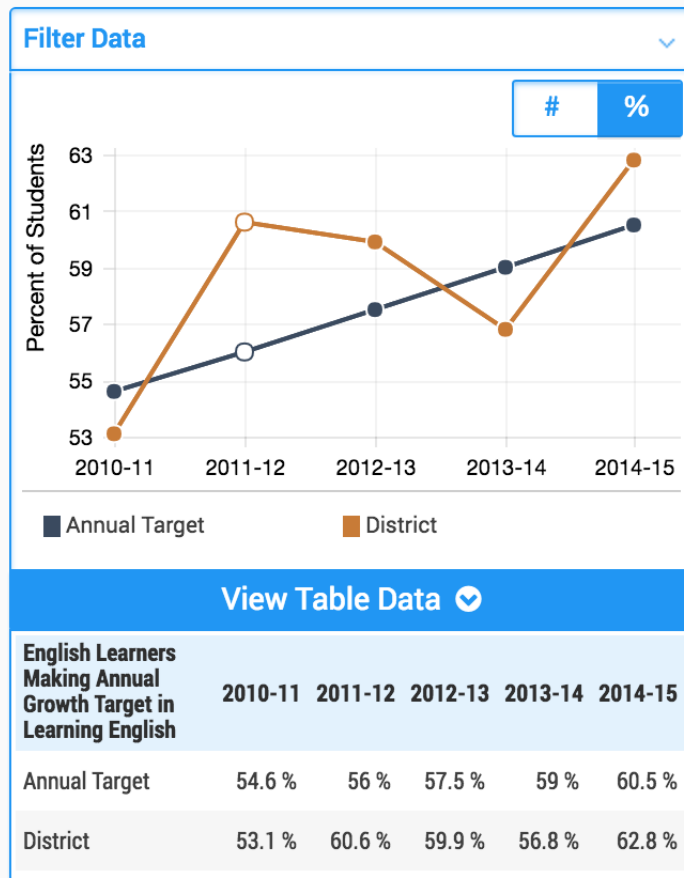 Filter Data
# %
Percent of Students
63
61
59
57
55
53
2010-11 2011-12 2012-13 2013-14 2014-15
Annual Target District
View Table Data
English Learners
Making Annual
Growth Target in
Learning English
2010-11 2011-12 2012-13 2013-14 2014-15
Annual Target 54.6 % 56 % 57.5 % 59 % 60.5 %
District 53.1 % 60.6 % 59.9 % 56.8 % 62.8 %